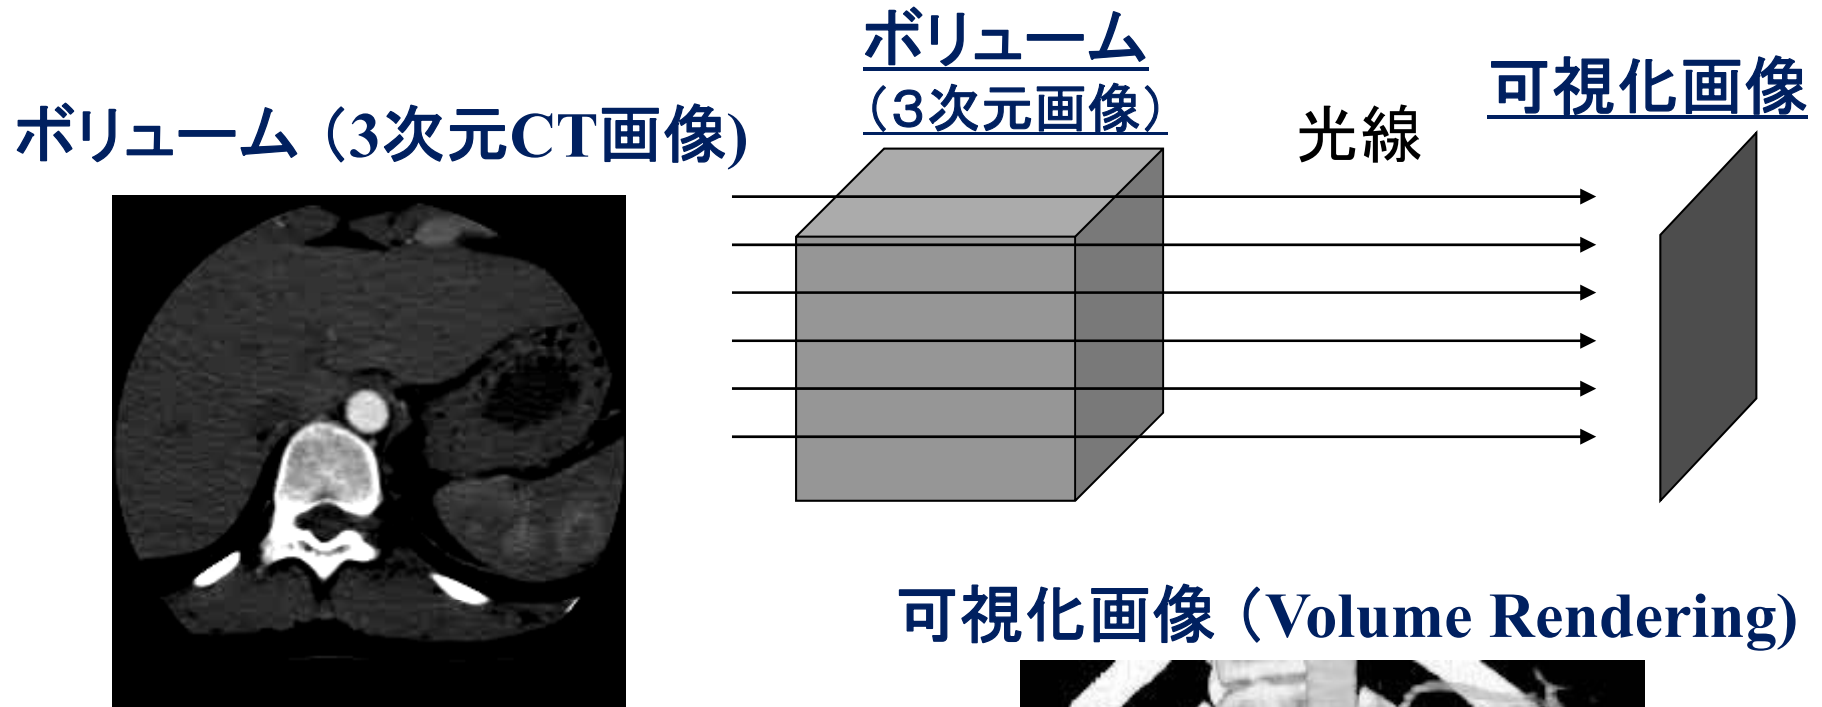 ボリューム（3次元CT画像)
ボリューム
（３次元画像）
光線
可視化画像
可視化画像（Volume Rendering)